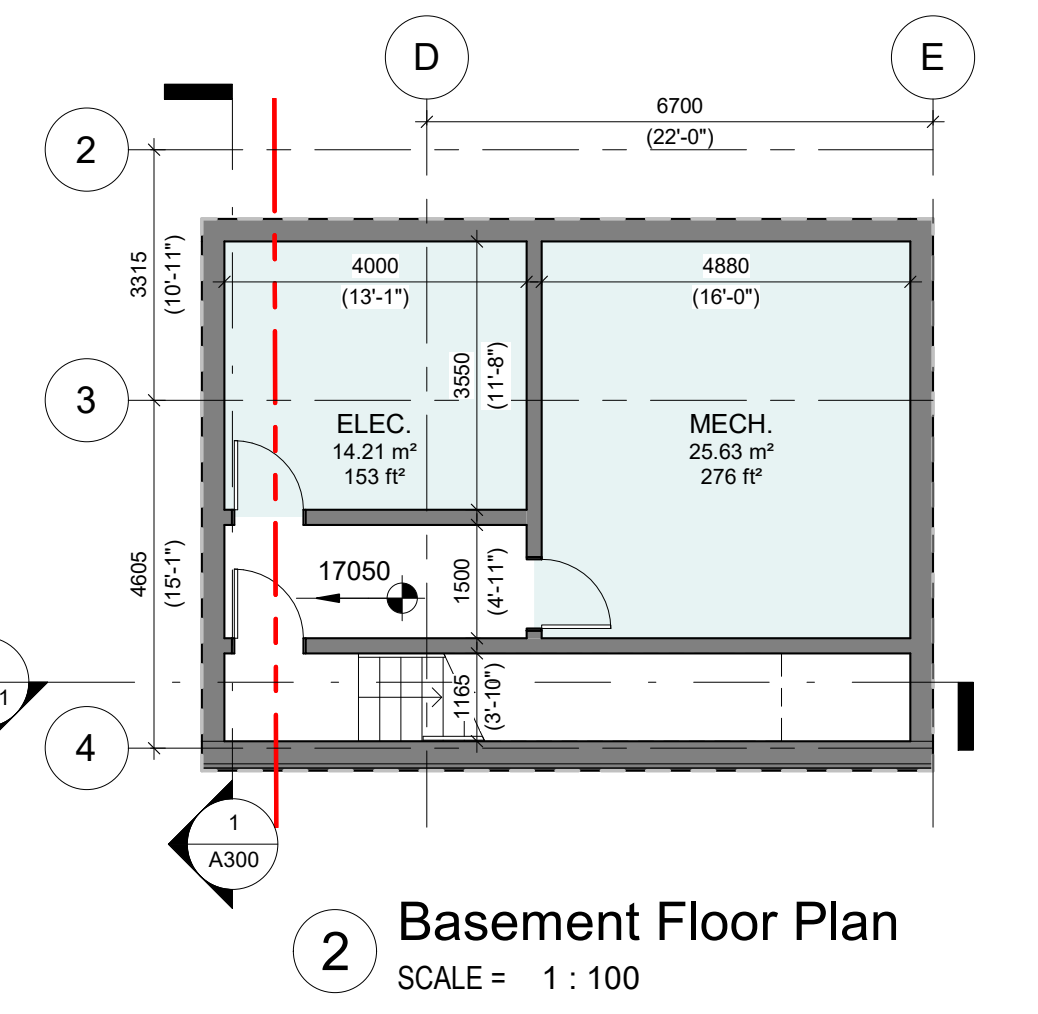 D
E
6700
(22'-0")
2
3315
(10'-11")
4000
(13'-1")
4880
(16'-0")
3550
(11'-8")
3
ELEC.
14.21 m²
153 ft²
MECH.
25.63 m²
276 ft²
4605
(15'-1")
17050
1500
(4'-11")
1165
(3'-10")
1
4
1
A300
2
Basement Floor Plan
SCALE = 1 : 100